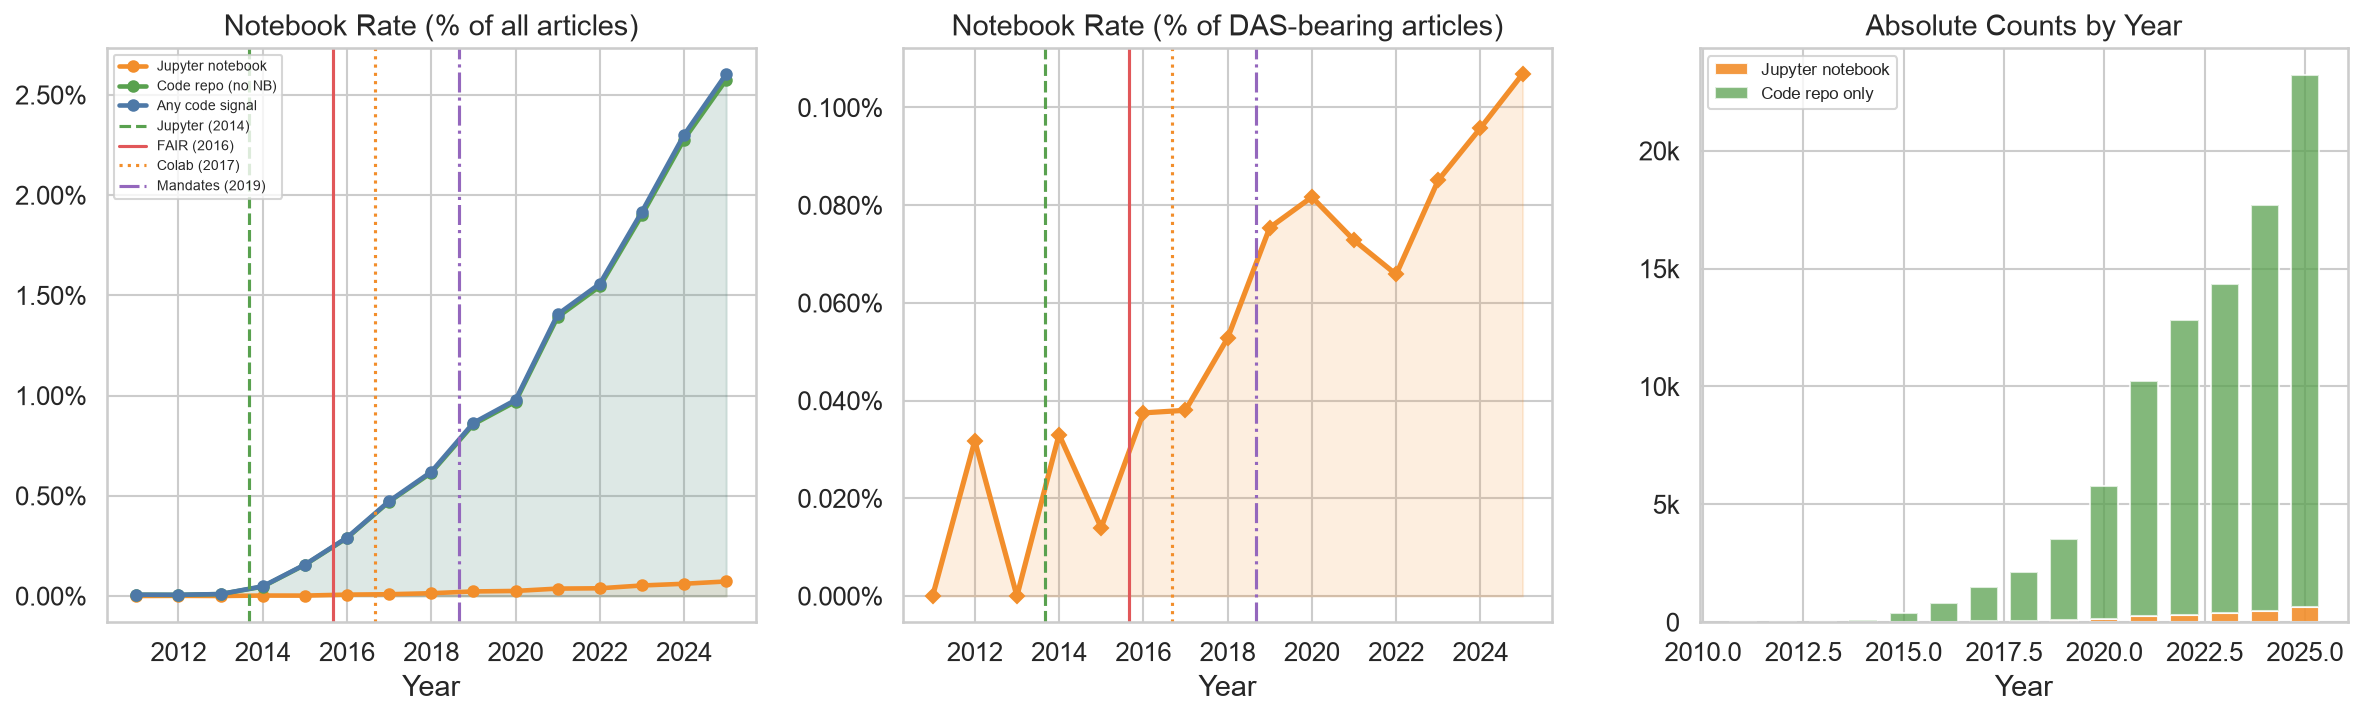 Notebook Rate (% of all articles)
2.50%
2.00%
1.50%
1.00%
0.50%
0.00%
Jupyter notebook
Code repo (no NB)
Any code signal
Jupyter (2014)
FAIR (2016)
Colab (2017)
Mandates (2019)
2012 2014 2016 2018 2020 2022 2024
Year
Notebook Rate (% of DAS-bearing articles)
0.100%
0.080%
0.060%
0.040%
0.020%
0.000%
2012 2014 2016 2018 2020 2022 2024
Year
Absolute Counts by Year
Jupyter notebook
Code repo only
20k
15k
10k
5k
0
2010.0 2012.5 2015.0 2017.5 2020.0 2022.5 2025.0
Year